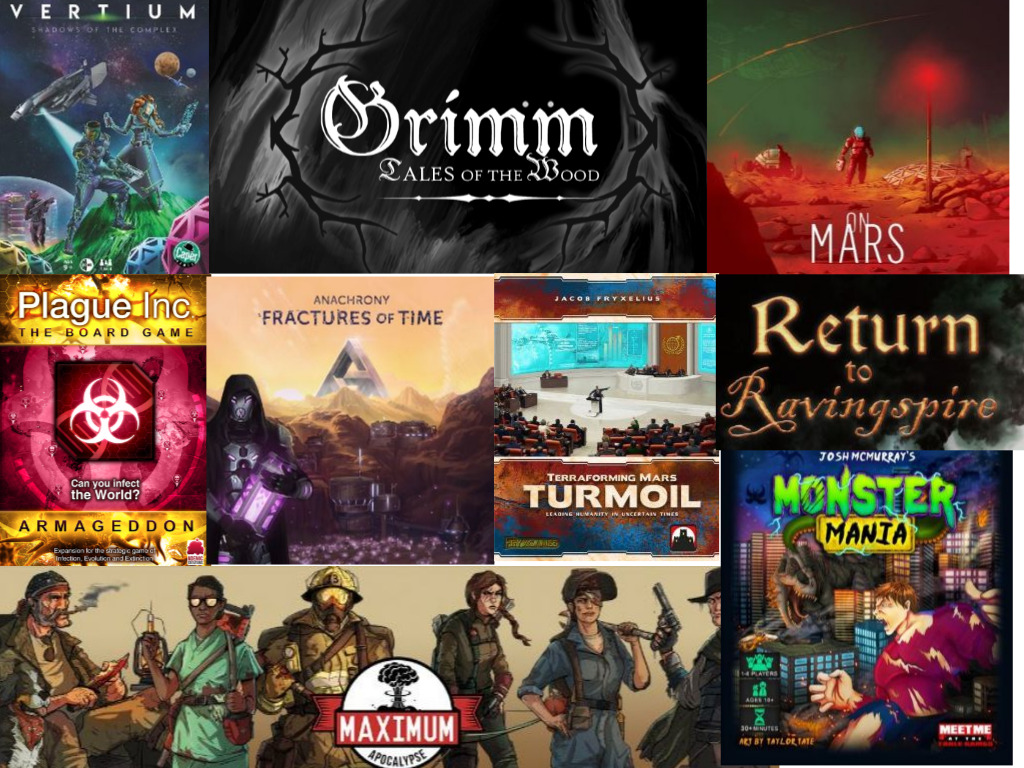 VERTIUM
SHADOWS OF THE COMPLEX
Caper
Grimm
TALES OF THE WOOD
ON
MARS
Plague Inc.
THE BOARD GAME
Can you infect
the World?
ARMAGEDDON
Expansion for the strategic game of
Infection, Evolution and Extinction
ANACHRONY
FRACTURES OF TIME
JACOB FRYXELIUS
TERRAFORMING MARS
TURMOIL
LEADING HUMANITY IN UNCERTAIN TIMES
Return
to
Ravingspire
JOSH MCMURRAY'S
MONSTER
MANIA
1-4 PLAYERS
AGES 10+
30+ MINUTES
ART BY TAYLOR TATE
MEET ME
AT THE
TABLE GAMES
MAXIMUM
APOCALYPSE